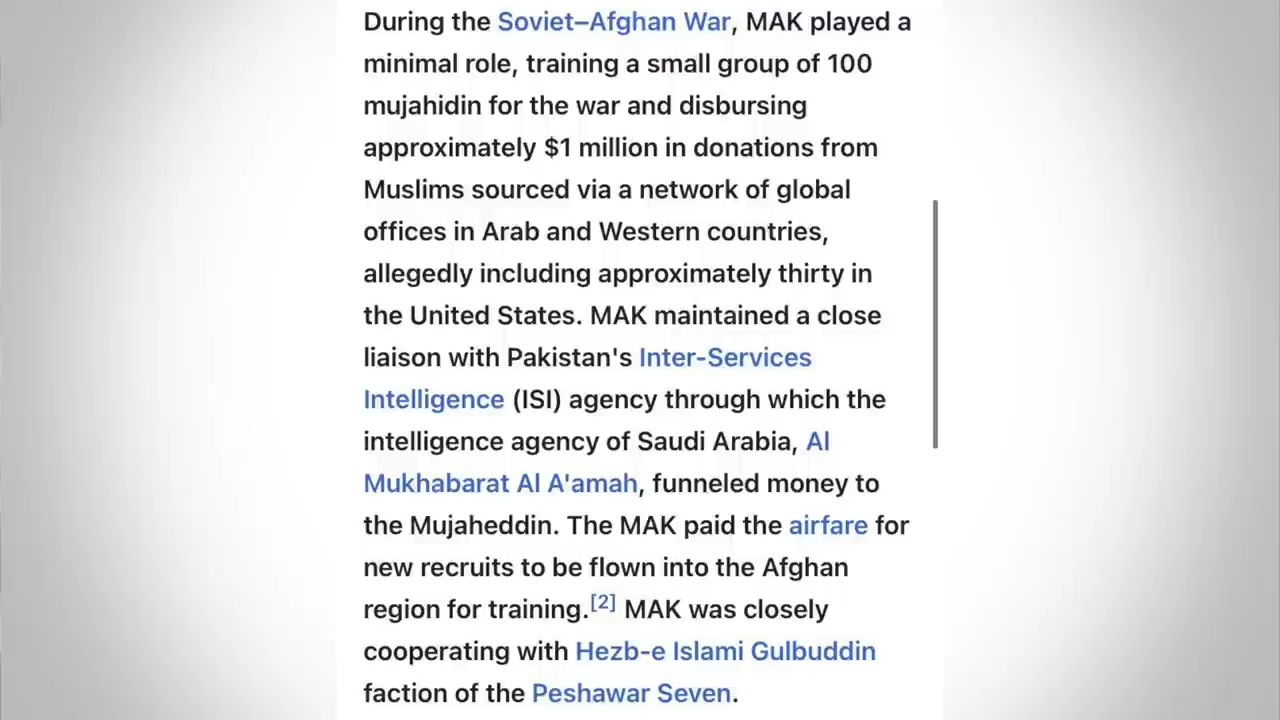 During the Soviet–Afghan War, MAK played a
minimal role, training a small group of 100
mujahidin for the war and disbursing
approximately $1 million in donations from
Muslims sourced via a network of global
offices in Arab and Western countries,
allegedly including approximately thirty in
the United States. MAK maintained a close
liaison with Pakistan's Inter-Services
Intelligence (ISI) agency through which the
intelligence agency of Saudi Arabia, Al
Mukhabarat Al A'amah, funneled money to
the Mujaheddin. The MAK paid the airfare for
new recruits to be flown into the Afghan
region for training.[2] MAK was closely
cooperating with Hezb-e Islami Gulbuddin
faction of the Peshawar Seven.